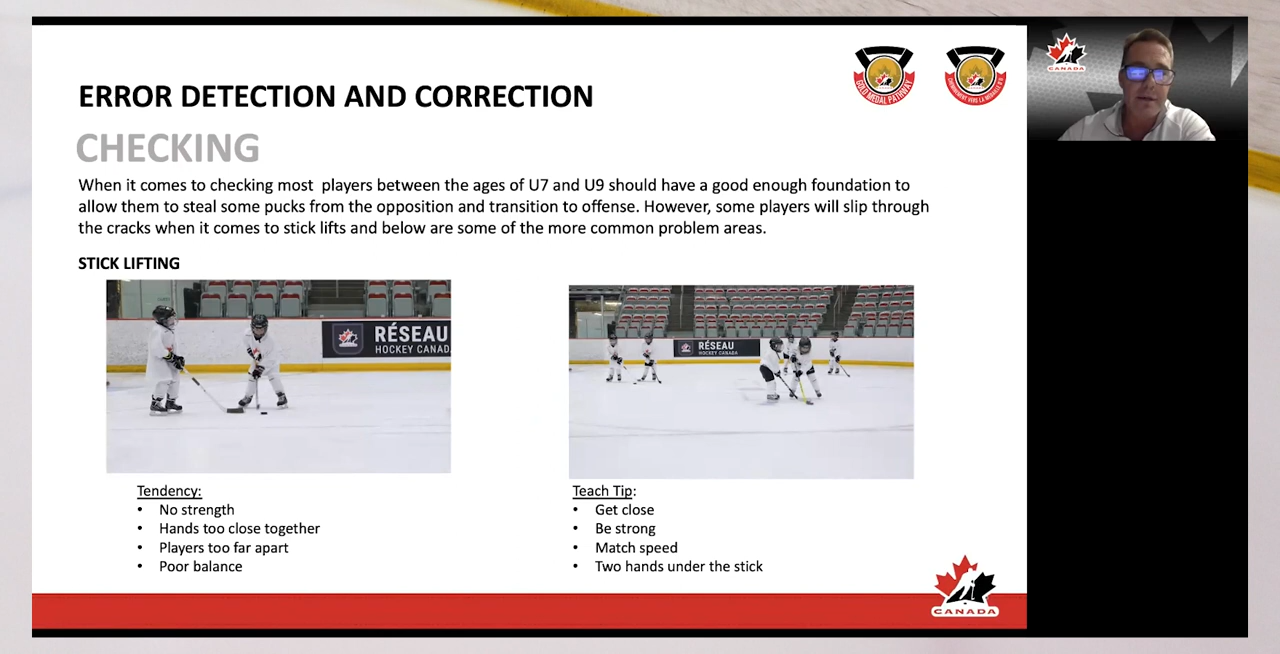 ERROR DETECTION AND CORRECTION
CHECKING
When it comes to checking most  players between the ages of U7 and U9 should have a good enough foundation to
allow them to steal some pucks from the opposition and transition to offense. However, some players will slip through
the cracks when it comes to stick lifts and below are some of the more common problem areas.
STICK LIFTING
RÉSEAU
HOCKEY CANAD
RÉSEAU
HOCKEY CANADA
Tendency:
• No strength
• Hands too close together
• Players too far apart
• Poor balance
Teach Tip:
• Get close
• Be strong
• Match speed
• Two hands under the stick
GOLD MEDAL PATHWAY
CANADA
CANADA